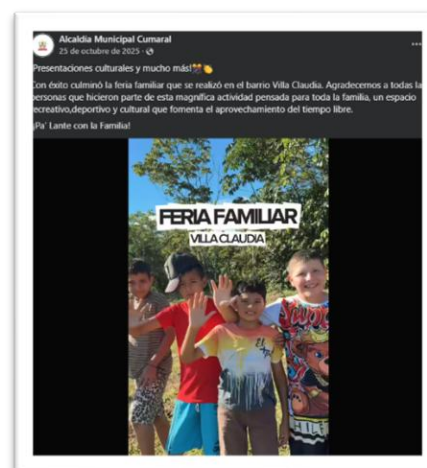 Alcaldía Municipal Cumaral
25 de octubre de 2025 ·
Presentaciones culturales y mucho más!🎊👏
Con éxito culminó la feria familiar que se realizó en el barrio Villa Claudia. Agradecemos a todas la
personas que hicieron parte de esta magnífica actividad pensada para toda la familia, un espacio
recreativo,deportivo y cultural que fomenta el aprovechamiento del tiempo libre.
¡Pa' Lante con la Familia!
FERIA FAMILIAR
VILLA CLAUDIA